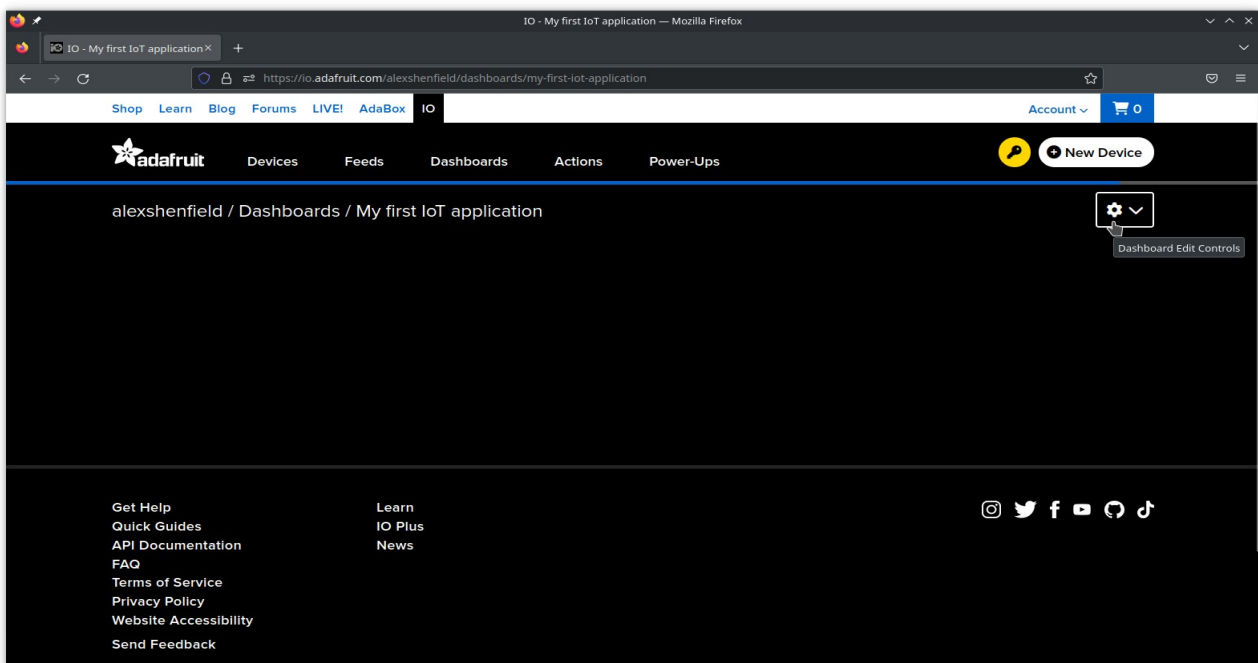 IO - My first IoT application — Mozilla Firefox
IO - My first IoT application
https://io.adafruit.com/alexshenfield/dashboards/my-first-iot-application
Shop Learn Blog Forums LIVE! AdaBox IO Account 0
adafruit Devices Feeds Dashboards Actions Power-Ups New Device
alexshenfield / Dashboards / My first IoT application
Dashboard Edit Controls
Get Help Learn
Quick Guides IO Plus
API Documentation News
FAQ
Terms of Service
Privacy Policy
Website Accessibility
Send Feedback